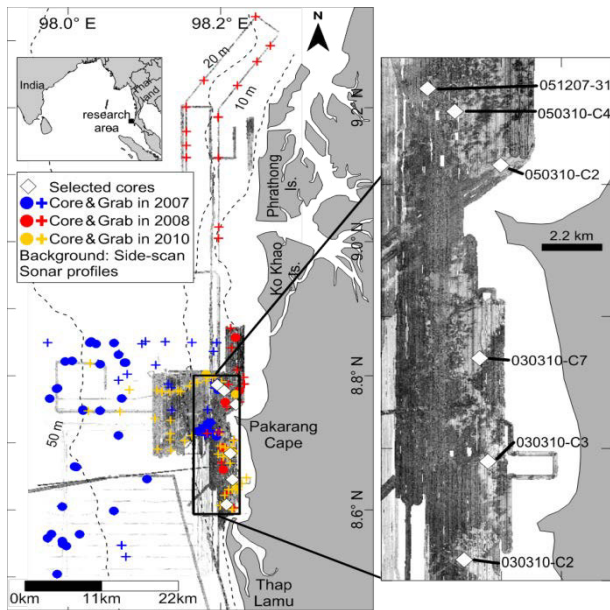 98.0° E
98.2° E
N
India
Thai-
land
research
area
20 m
10 m
9.2° N
Phrathong
Is.
Selected cores
Core & Grab in 2007
Core & Grab in 2008
Core & Grab in 2010
Background: Side-scan
Sonar profiles
Ko Khao
Is.
9.0° N
8.8° N
50 m
Pakarang
Cape
8.6° N
Thap
Lamu
0
11km
22km
051207-31
050310-C4
050310-C2
2.2 km
030310-C7
030310-C3
030310-C2